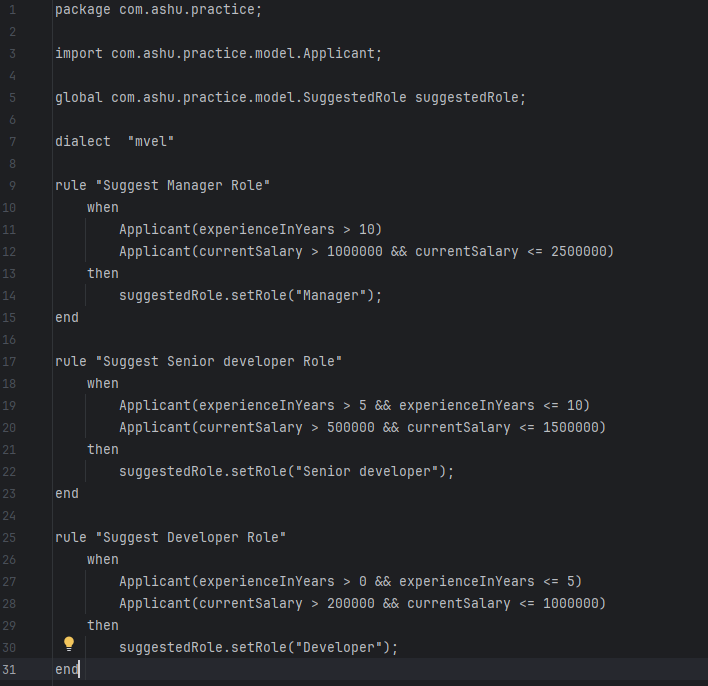 1 package com.ashu.practice;
2
3 import com.ashu.practice.model.Applicant;
4
5 global com.ashu.practice.model.SuggestedRole suggestedRole;
6
7 dialect  "mvel"
8
9 rule "Suggest Manager Role"
10     when
11         Applicant(experienceInYears > 10)
12         Applicant(currentSalary > 1000000 && currentSalary <= 2500000)
13     then
14         suggestedRole.setRole("Manager");
15 end
16
17 rule "Suggest Senior developer Role"
18     when
19         Applicant(experienceInYears > 5 && experienceInYears <= 10)
20         Applicant(currentSalary > 500000 && currentSalary <= 1500000)
21     then
22         suggestedRole.setRole("Senior developer");
23 end
24
25 rule "Suggest Developer Role"
26     when
27         Applicant(experienceInYears > 0 && experienceInYears <= 5)
28         Applicant(currentSalary > 200000 && currentSalary <= 1000000)
29     then
30         suggestedRole.setRole("Developer");
31 end